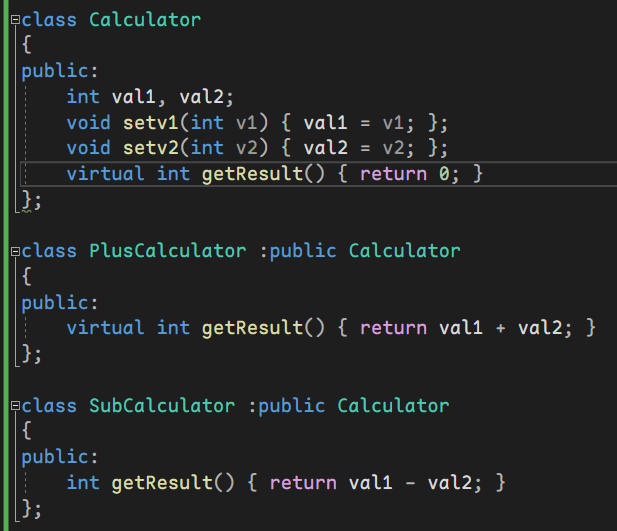 class Calculator
{
public:
    int val1, val2;
    void setv1(int v1) { val1 = v1; };
    void setv2(int v2) { val2 = v2; };
    virtual int getResult() { return 0; }
};

class PlusCalculator :public Calculator
{
public:
    virtual int getResult() { return val1 + val2; }
};

class SubCalculator :public Calculator
{
public:
    int getResult() { return val1 - val2; }
};